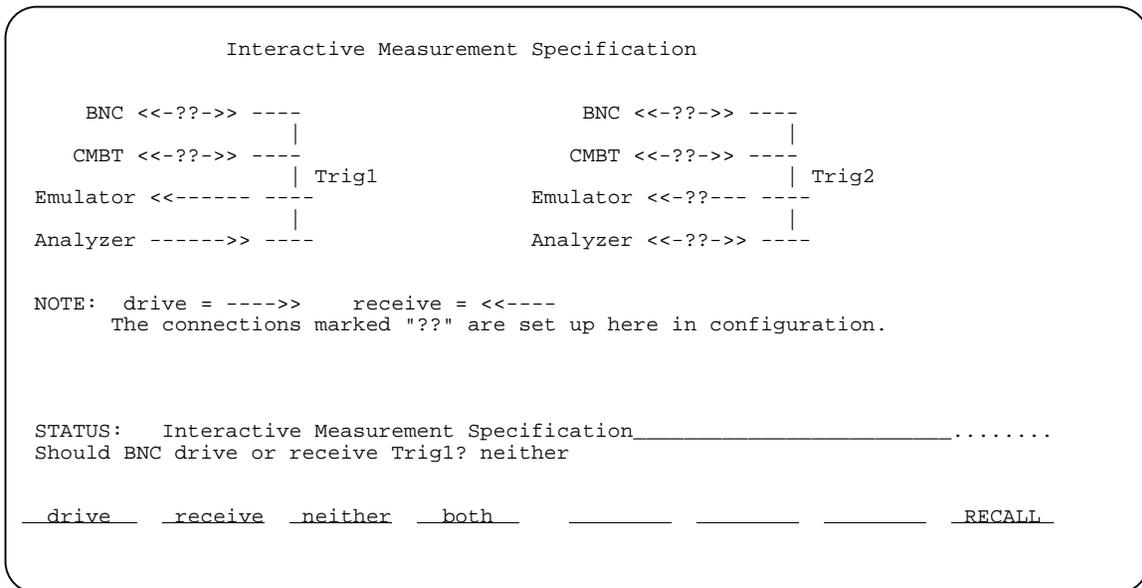 Interactive Measurement Specification
BNC <<-??->> ---- BNC <<-??->> ----
| |
CMBT <<-??->> ---- CMBT <<-??->> ----
| Trig1 | Trig2
Emulator <<------ ---- Emulator <<-??--- ----
| |
Analyzer ------>> ---- Analyzer <<-??->> ----
NOTE: drive = ---->> receive = <<----
The connections marked "??" are set up here in configuration.
STATUS: Interactive Measurement Specification_________________________........
Should BNC drive or receive Trig1? neither
drive receive neither both RECALL